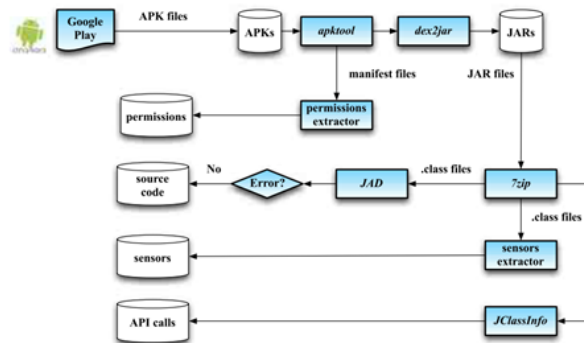 Google
Play
APK files
APKs
apktool
dex2jar
JARs
manifest files
JAR files
permissions
permissions
extractor
source
code
No
Error?
JAD
.class files
7zip
.class files
sensors
sensors
extractor
API calls
JClassInfo